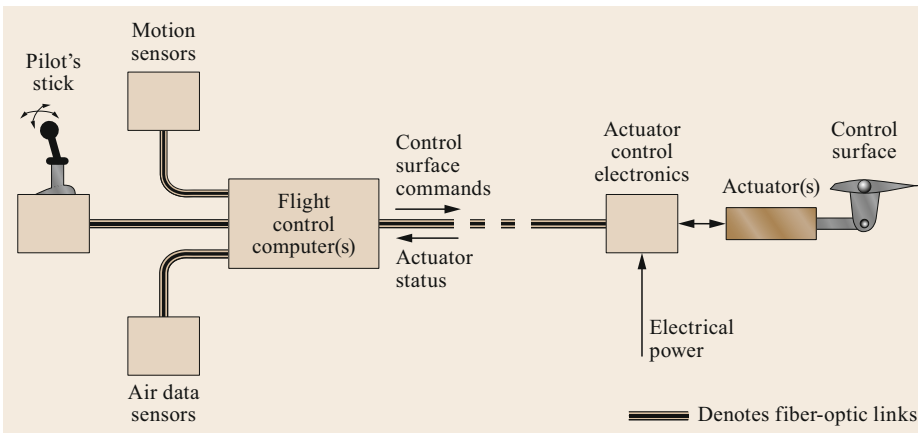 Motion
sensors
Pilot's
stick
Flight
control
computer(s)
Control
surface
commands
Actuator
status
Actuator
control
electronics
Actuator(s)
Control
surface
Electrical
power
Air data
sensors
Denotes fiber-optic links